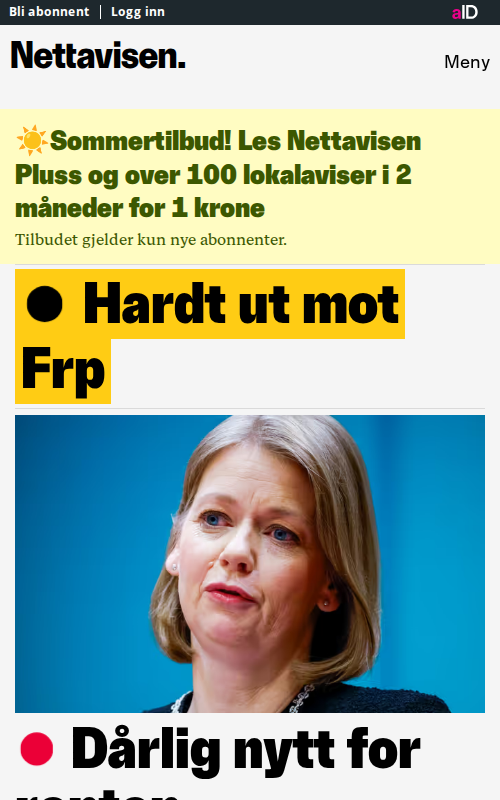 Bli abonnent | Logg inn
aID
Nettavisen.
Meny
☀️Sommertilbud! Les Nettavisen
Pluss og over 100 lokalaviser i 2
måneder for 1 krone
Tilbudet gjelder kun nye abonnenter.
Hardt ut mot
Frp
Dårlig nytt for
renten